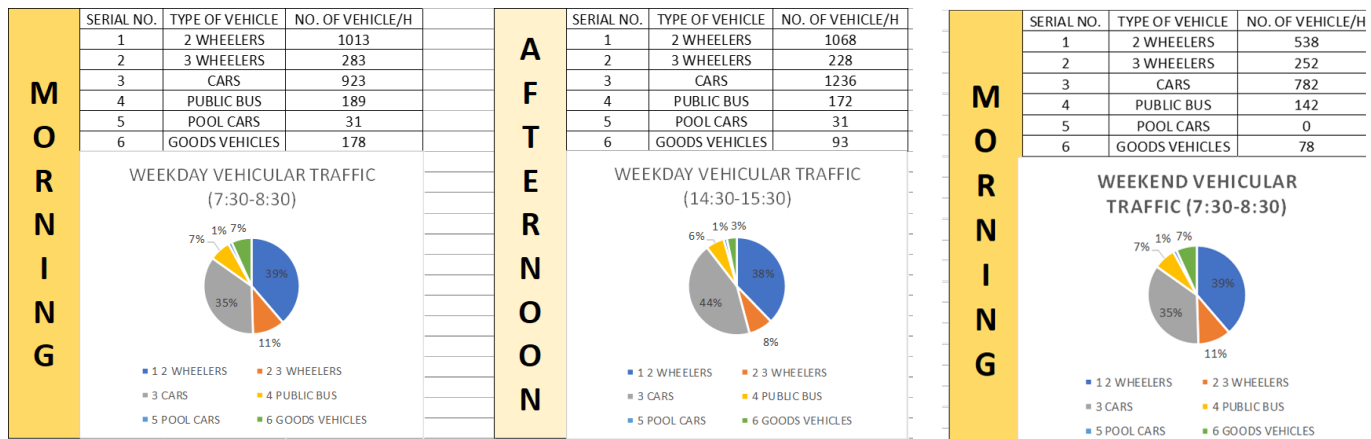 MORNING
SERIAL NO. TYPE OF VEHICLE NO. OF VEHICLE/H
1 2 WHEELERS 1013
2 3 WHEELERS 283
3 CARS 923
4 PUBLIC BUS 189
5 POOL CARS 31
6 GOODS VEHICLES 178
WEEKDAY VEHICULAR TRAFFIC
(7:30-8:30)
7% 1% 7%
39%
35%
11%
1 2 WHEELERS 2 3 WHEELERS
3 CARS 4 PUBLIC BUS
5 POOL CARS 6 GOODS VEHICLES
AFTERNOON
SERIAL NO. TYPE OF VEHICLE NO. OF VEHICLE/H
1 2 WHEELERS 1068
2 3 WHEELERS 228
3 CARS 1236
4 PUBLIC BUS 172
5 POOL CARS 31
6 GOODS VEHICLES 93
WEEKDAY VEHICULAR TRAFFIC
(14:30-15:30)
6% 1% 3%
38%
44%
8%
1 2 WHEELERS 2 3 WHEELERS
3 CARS 4 PUBLIC BUS
5 POOL CARS 6 GOODS VEHICLES
MORNING
SERIAL NO. TYPE OF VEHICLE NO. OF VEHICLE/H
1 2 WHEELERS 538
2 3 WHEELERS 252
3 CARS 782
4 PUBLIC BUS 142
5 POOL CARS 0
6 GOODS VEHICLES 78
WEEKEND VEHICULAR
TRAFFIC (7:30-8:30)
7% 1% 7%
39%
35%
11%
1 2 WHEELERS 2 3 WHEELERS
3 CARS 4 PUBLIC BUS
5 POOL CARS 6 GOODS VEHICLES